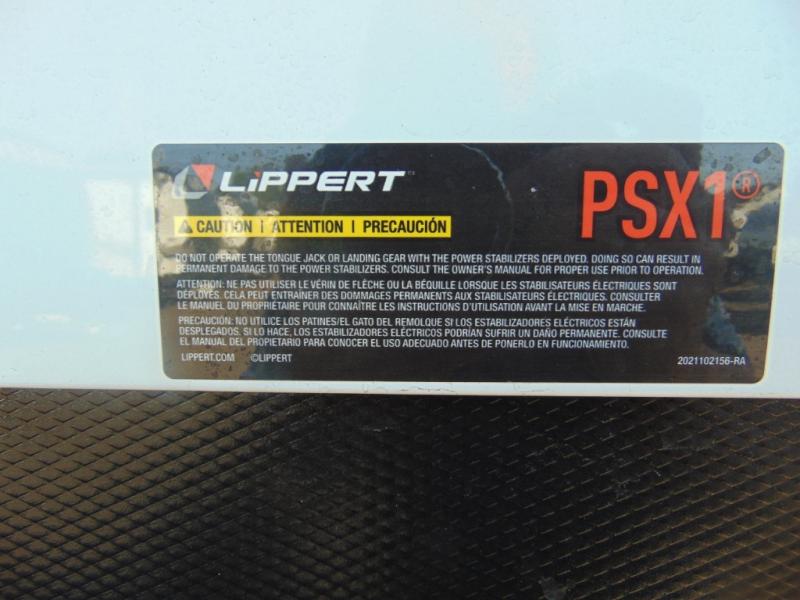 LiPPERT
PSX1®
CAUTION | ATTENTION | PRECAUCIÓN
DO NOT OPERATE THE TONGUE JACK OR LANDING GEAR WITH THE POWER STABILIZERS DEPLOYED. DOING SO CAN RESULT IN
PERMANENT DAMAGE TO THE POWER STABILIZERS. CONSULT THE OWNER'S MANUAL FOR PROPER USE PRIOR TO OPERATION.
ATTENTION: NE PAS UTILISER LE VÉRIN DE FLÈCHE OU LA BÉQUILLE LORSQUE LES STABILISATEURS ÉLECTRIQUES SONT
DÉPLOYÉS. CELA PEUT ENTRAÎNER DES DOMMAGES PERMANENTS AUX STABILISATEURS ÉLECTRIQUES. CONSULTER
LE MANUEL DU PROPRIÉTAIRE POUR CONNAÎTRE LES INSTRUCTIONS D'UTILISATION AVANT LA MISE EN MARCHE.
PRECAUCIÓN: NO UTILICE LOS PATINES/EL GATO DEL REMOLQUE SI LOS ESTABILIZADORES ELÉCTRICOS ESTÁN
DESPLEGADOS. SI LO HACE, LOS ESTABILIZADORES ELÉCTRICOS PODRÍAN SUFRIR UN DAÑO PERMANENTE. CONSULTE
EL MANUAL DEL PROPIETARIO PARA CONOCER EL USO ADECUADO ANTES DE PONERLO EN FUNCIONAMIENTO.
LIPPERT.COM ©LIPPERT
2021102156-RA